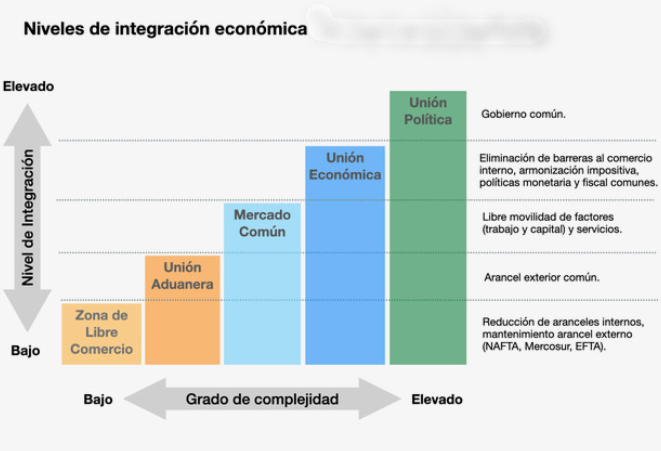 Niveles de integración económica
Elevado
Nivel de Integración
Bajo
Unión
Política
Unión
Económica
Mercado
Común
Unión
Aduanera
Zona de
Libre
Comercio
Gobierno común.
Eliminación de barreras al comercio
interno, armonización impositiva,
políticas monetaria y fiscal comunes.
Libre movilidad de factores
(trabajo y capital) y servicios.
Arancel exterior común.
Reducción de aranceles internos,
mantenimiento arancel externo
(NAFTA, Mercosur, EFTA).
Bajo
Grado de complejidad
Elevado